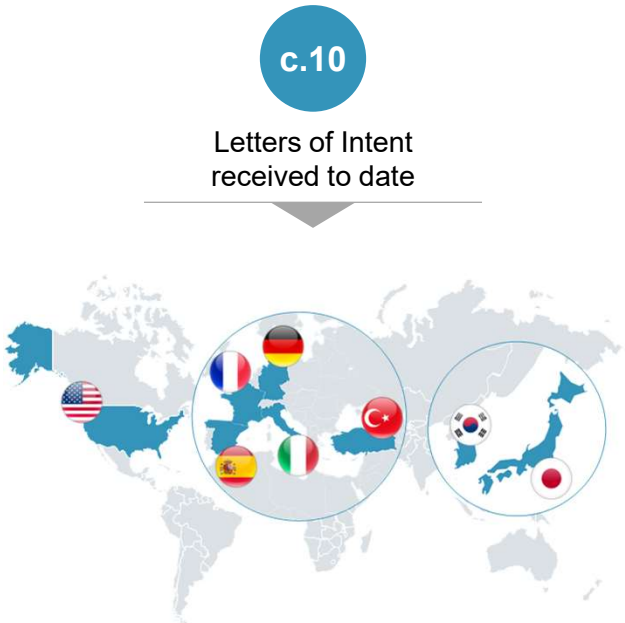 c.10
Letters of Intent
received to date